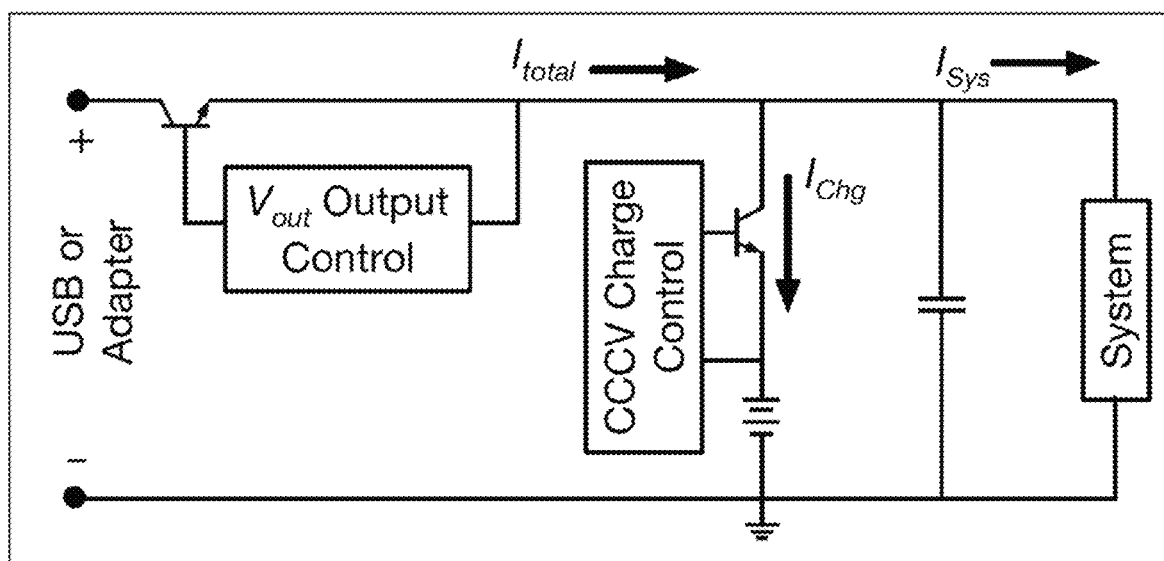 I_total
I_Sys
+
USB or
Adapter
V_out Output
Control
CCCV Charge
Control
I_Chg
System
-